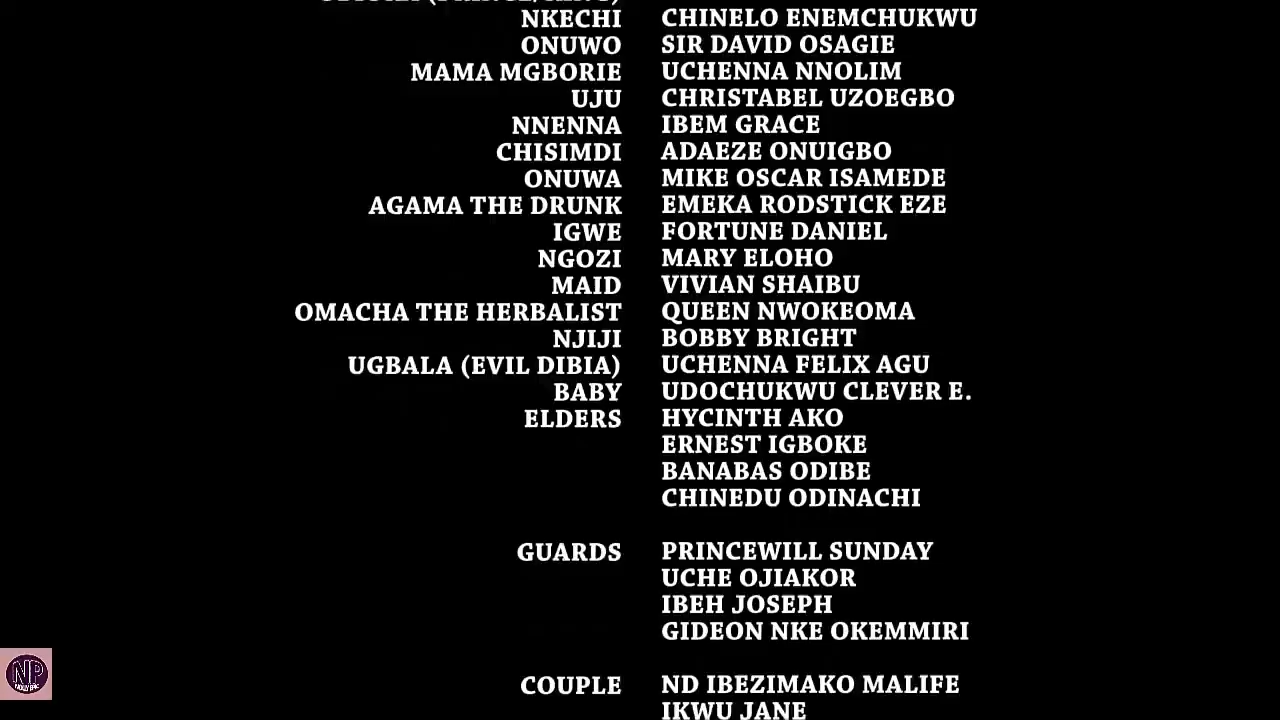 NKECHI CHINELO ENEMCHUKWU
ONUWO SIR DAVID OSAGIE
MAMA MGBORIE UCHENNA NNOLIM
UJU CHRISTABEL UZOEGBO
NNENNA IBEM GRACE
CHISIMDI ADAEZE ONUIGBO
ONUWA MIKE OSCAR ISAMEDE
AGAMA THE DRUNK EMEKA RODSTICK EZE
IGWE FORTUNE DANIEL
NGOZI MARY ELOHO
MAID VIVIAN SHAIBU
OMACHA THE HERBALIST QUEEN NWOKEOMA
NJIJI BOBBY BRIGHT
UGBALA (EVIL DIBIA) UCHENNA FELIX AGU
BABY UDOCHUKWU CLEVER E.
ELDERS HYCINTH AKO
ERNEST IGBOKE
BANABAS ODIBE
CHINEDU ODINACHI
GUARDS PRINCEWILL SUNDAY
UCHE OJIAKOR
IBEH JOSEPH
GIDEON NKE OKEMMIRI
COUPLE ND IBEZIMAKO MALIFE
IKWU JANE
NP